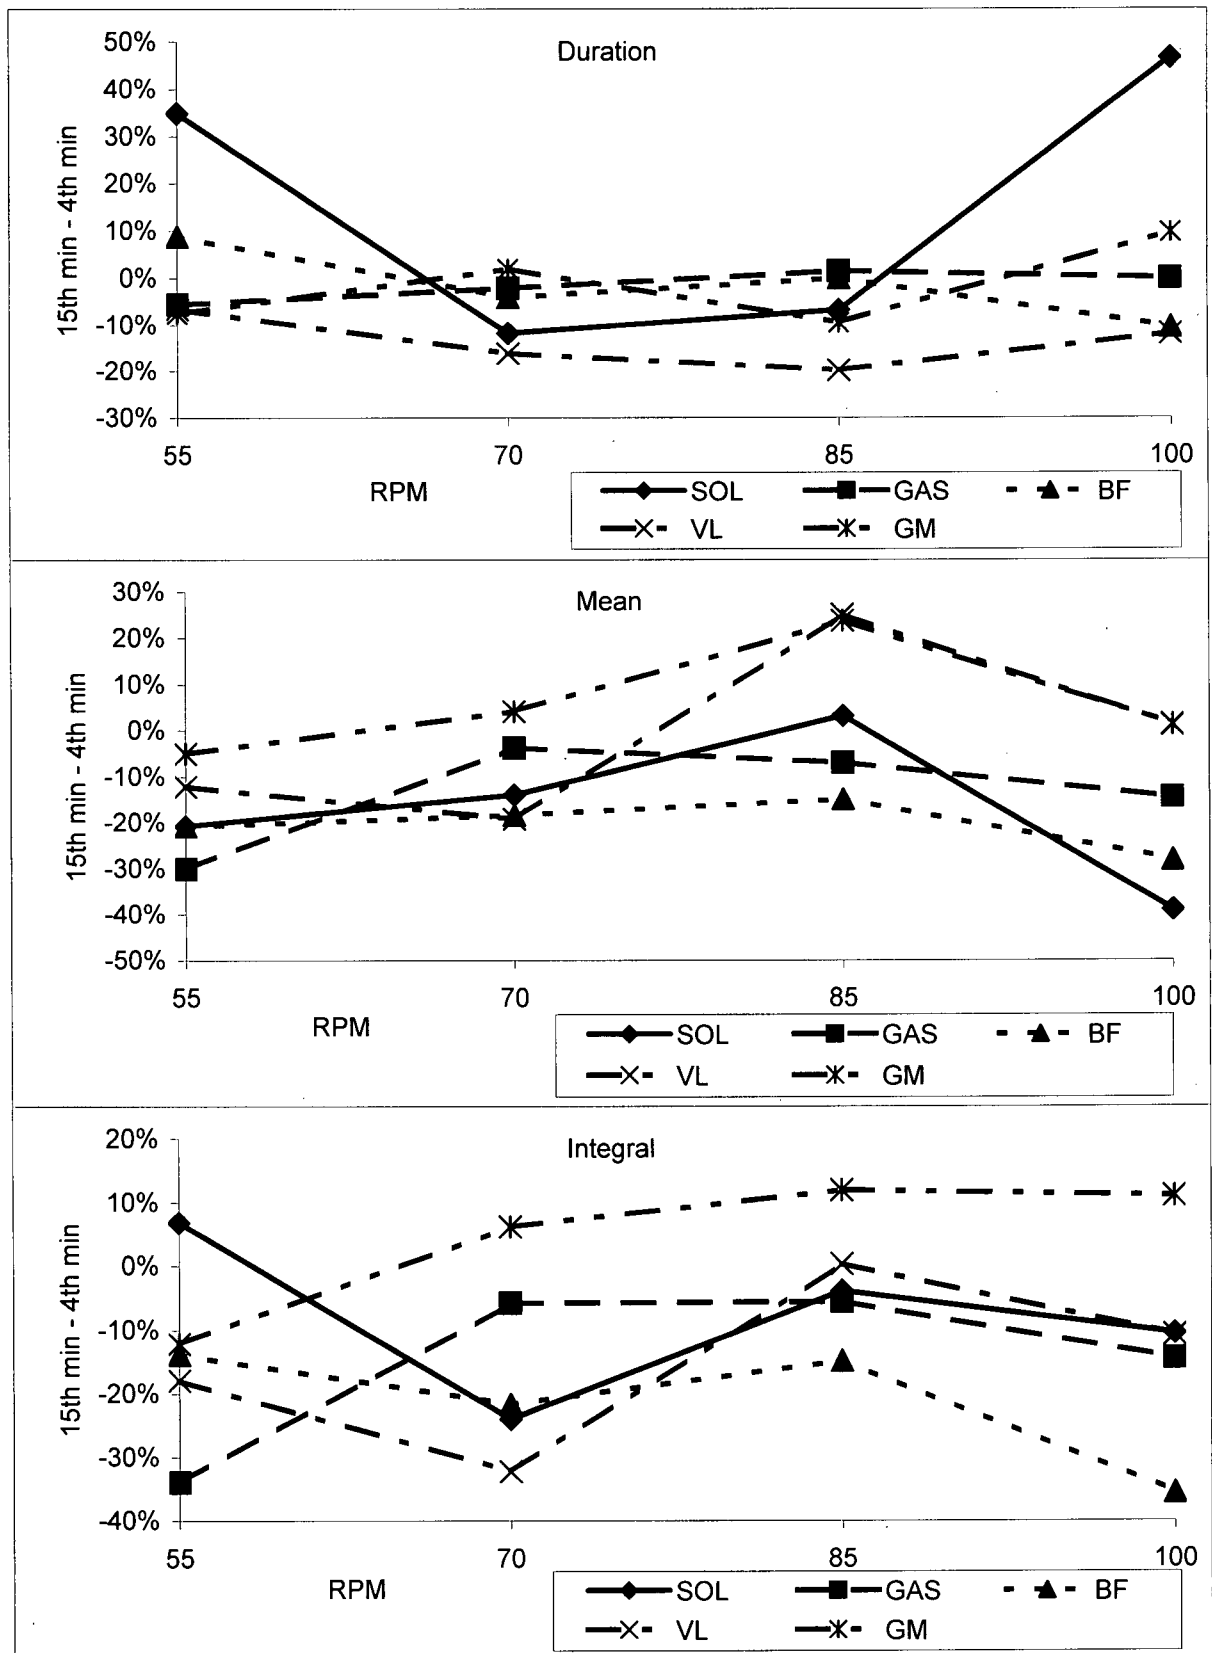 Duration
15th min - 4th min
50%
40%
30%
20%
10%
0%
-10%
-20%
-30%
55 70 85 100
RPM
SOL GAS BF
VL GM
Mean
15th min - 4th min
30%
20%
10%
0%
-10%
-20%
-30%
-40%
-50%
55 70 85 100
RPM
SOL GAS BF
VL GM
Integral
15th min - 4th min
20%
10%
0%
-10%
-20%
-30%
-40%
55 70 85 100
RPM
SOL GAS BF
VL GM